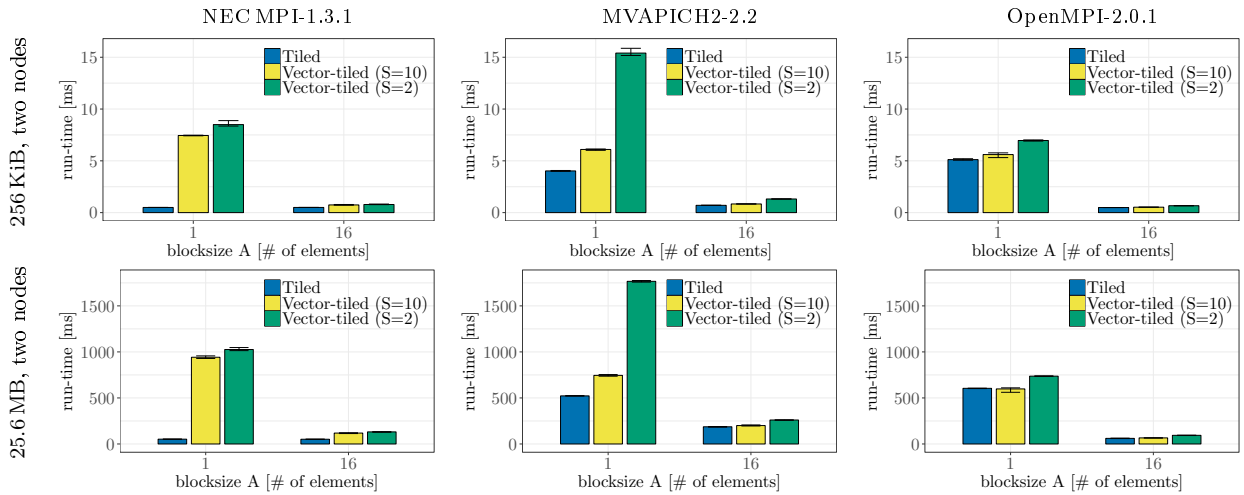 NEC MPI-1.3.1
MVAPICH2-2.2
OpenMPI-2.0.1
256 KiB, two nodes
run-time [ms]
15
10
5
0
Tiled
Vector-tiled (S=10)
Vector-tiled (S=2)
1
16
blocksize A [# of elements]
run-time [ms]
15
10
5
0
Tiled
Vector-tiled (S=10)
Vector-tiled (S=2)
1
16
blocksize A [# of elements]
run-time [ms]
15
10
5
0
Tiled
Vector-tiled (S=10)
Vector-tiled (S=2)
1
16
blocksize A [# of elements]
25.6 MB, two nodes
run-time [ms]
1500
1000
500
0
Tiled
Vector-tiled (S=10)
Vector-tiled (S=2)
1
16
blocksize A [# of elements]
run-time [ms]
1500
1000
500
0
Tiled
Vector-tiled (S=10)
Vector-tiled (S=2)
1
16
blocksize A [# of elements]
run-time [ms]
1500
1000
500
0
Tiled
Vector-tiled (S=10)
Vector-tiled (S=2)
1
16
blocksize A [# of elements]